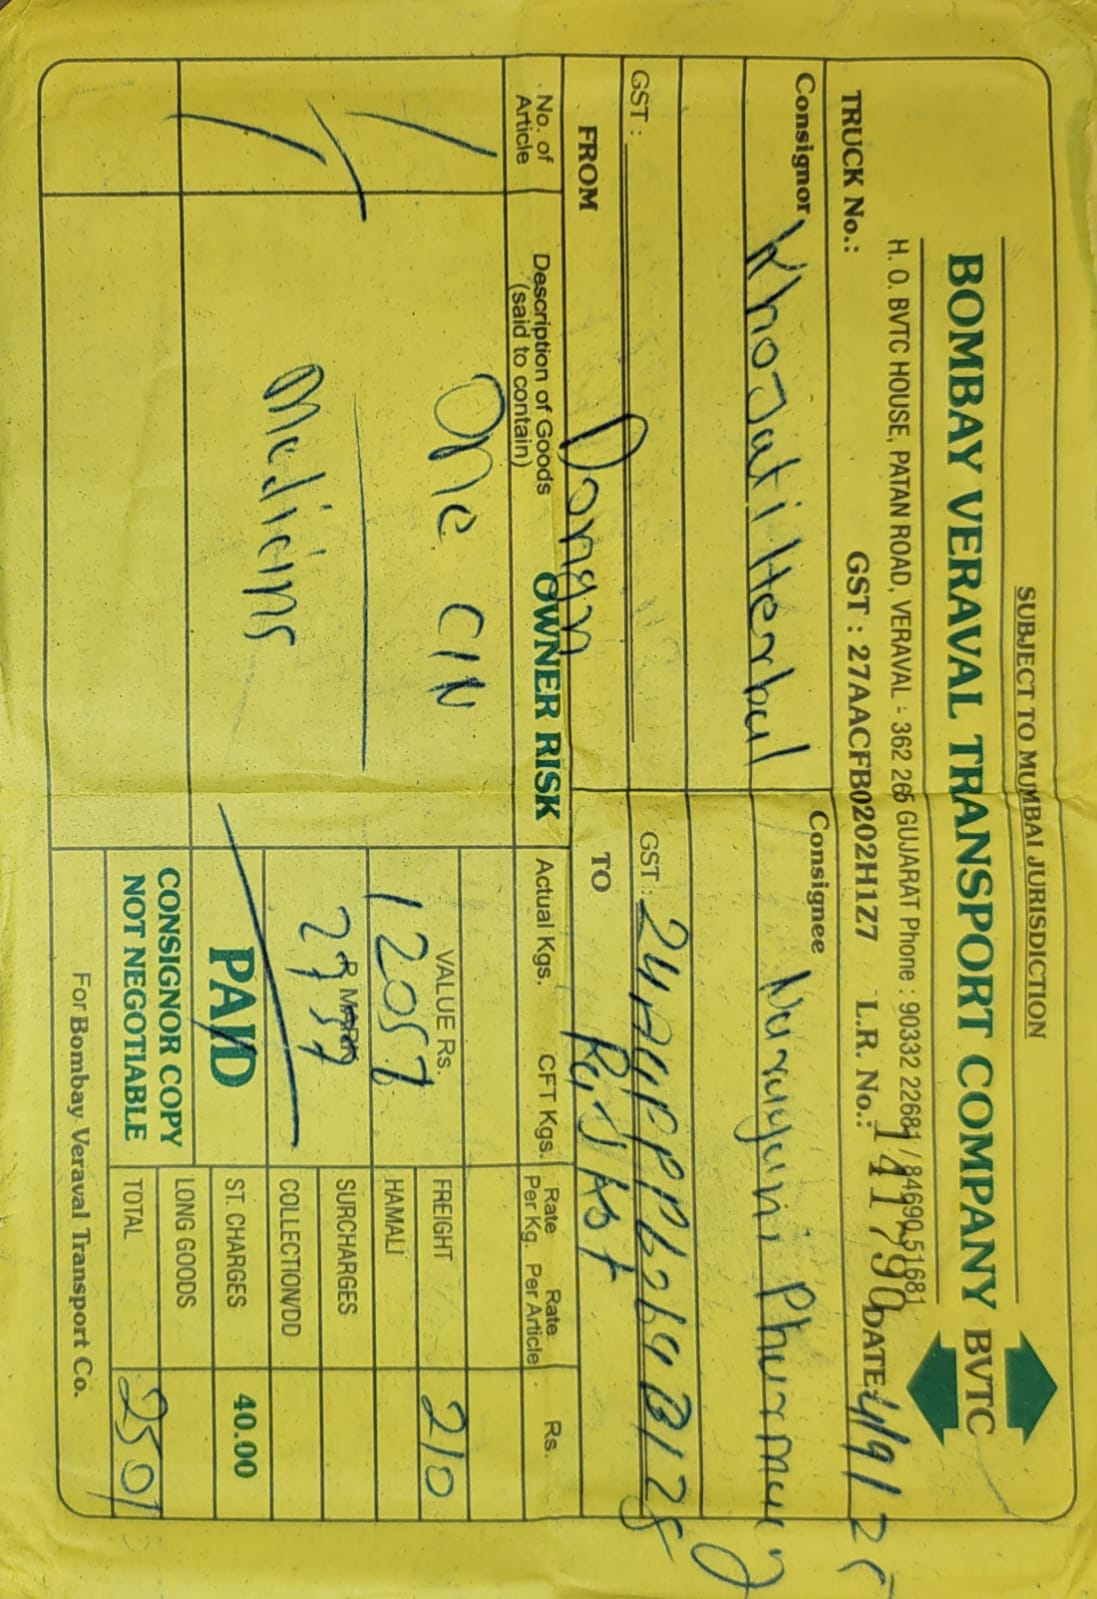 SUBJECT TO MUMBAI JURISDICTION
BOMBAY VERAVAL TRANSPORT COMPANY BVTC
H. O. BVTC HOUSE, PATAN ROAD, VERAVAL - 362 265 GUJARAT Phone : 90332 22681 / 84690 51681
TRUCK No.: GST : 27AACFB0202H1Z7 L.R. No.: 141790 DATE: 4/9/25
Consignor Khojati Herbal Consignee Narayani Pharmacy
GST : GST :
FROM Dongri TO Rajkot
No. of Article Description of Goods (said to contain) OWNER RISK Actual Kgs. CFT Kgs. Rate Per Kg. Rate Per Article Rs.
One C/N VALUE Rs. FREIGHT 210
12057 HAMALI
P. MARK SURCHARGES
Medicins COLLECTION/DD
PAID ST. CHARGES 40.00
CONSIGNOR COPY LONG GOODS
NOT NEGOTIABLE TOTAL 250/
For Bombay Veraval Transport Co.